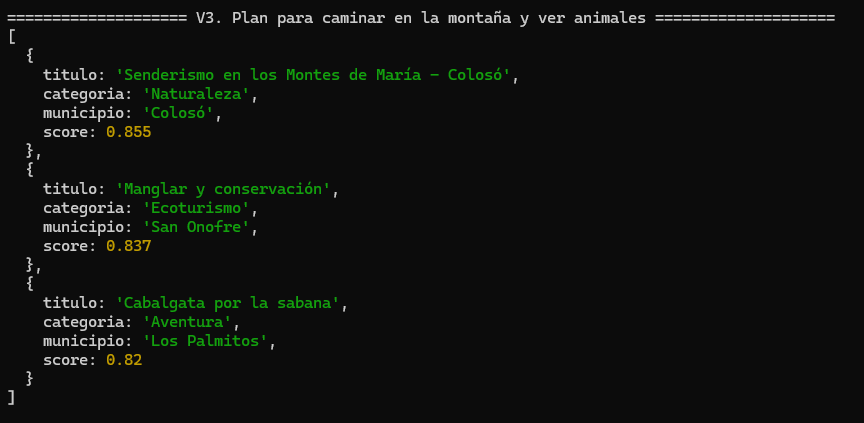 ==================== V3. Plan para caminar en la montaña y ver animales ====================
[
  {
    titulo: 'Senderismo en los Montes de María – Colosó',
    categoria: 'Naturaleza',
    municipio: 'Colosó',
    score: 0.855
  },
  {
    titulo: 'Manglar y conservación',
    categoria: 'Ecoturismo',
    municipio: 'San Onofre',
    score: 0.837
  },
  {
    titulo: 'Cabalgata por la sabana',
    categoria: 'Aventura',
    municipio: 'Los Palmitos',
    score: 0.82
  }
]